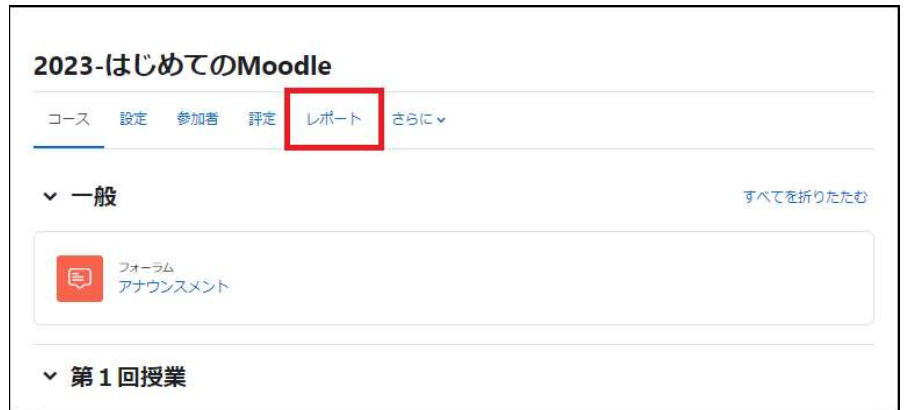 2023-はじめてのMoodle
コース 設定 参加者 評定 レポート さらに
一般 すべてを折りたたむ
フォーラム
アナウンスメント
第１回授業